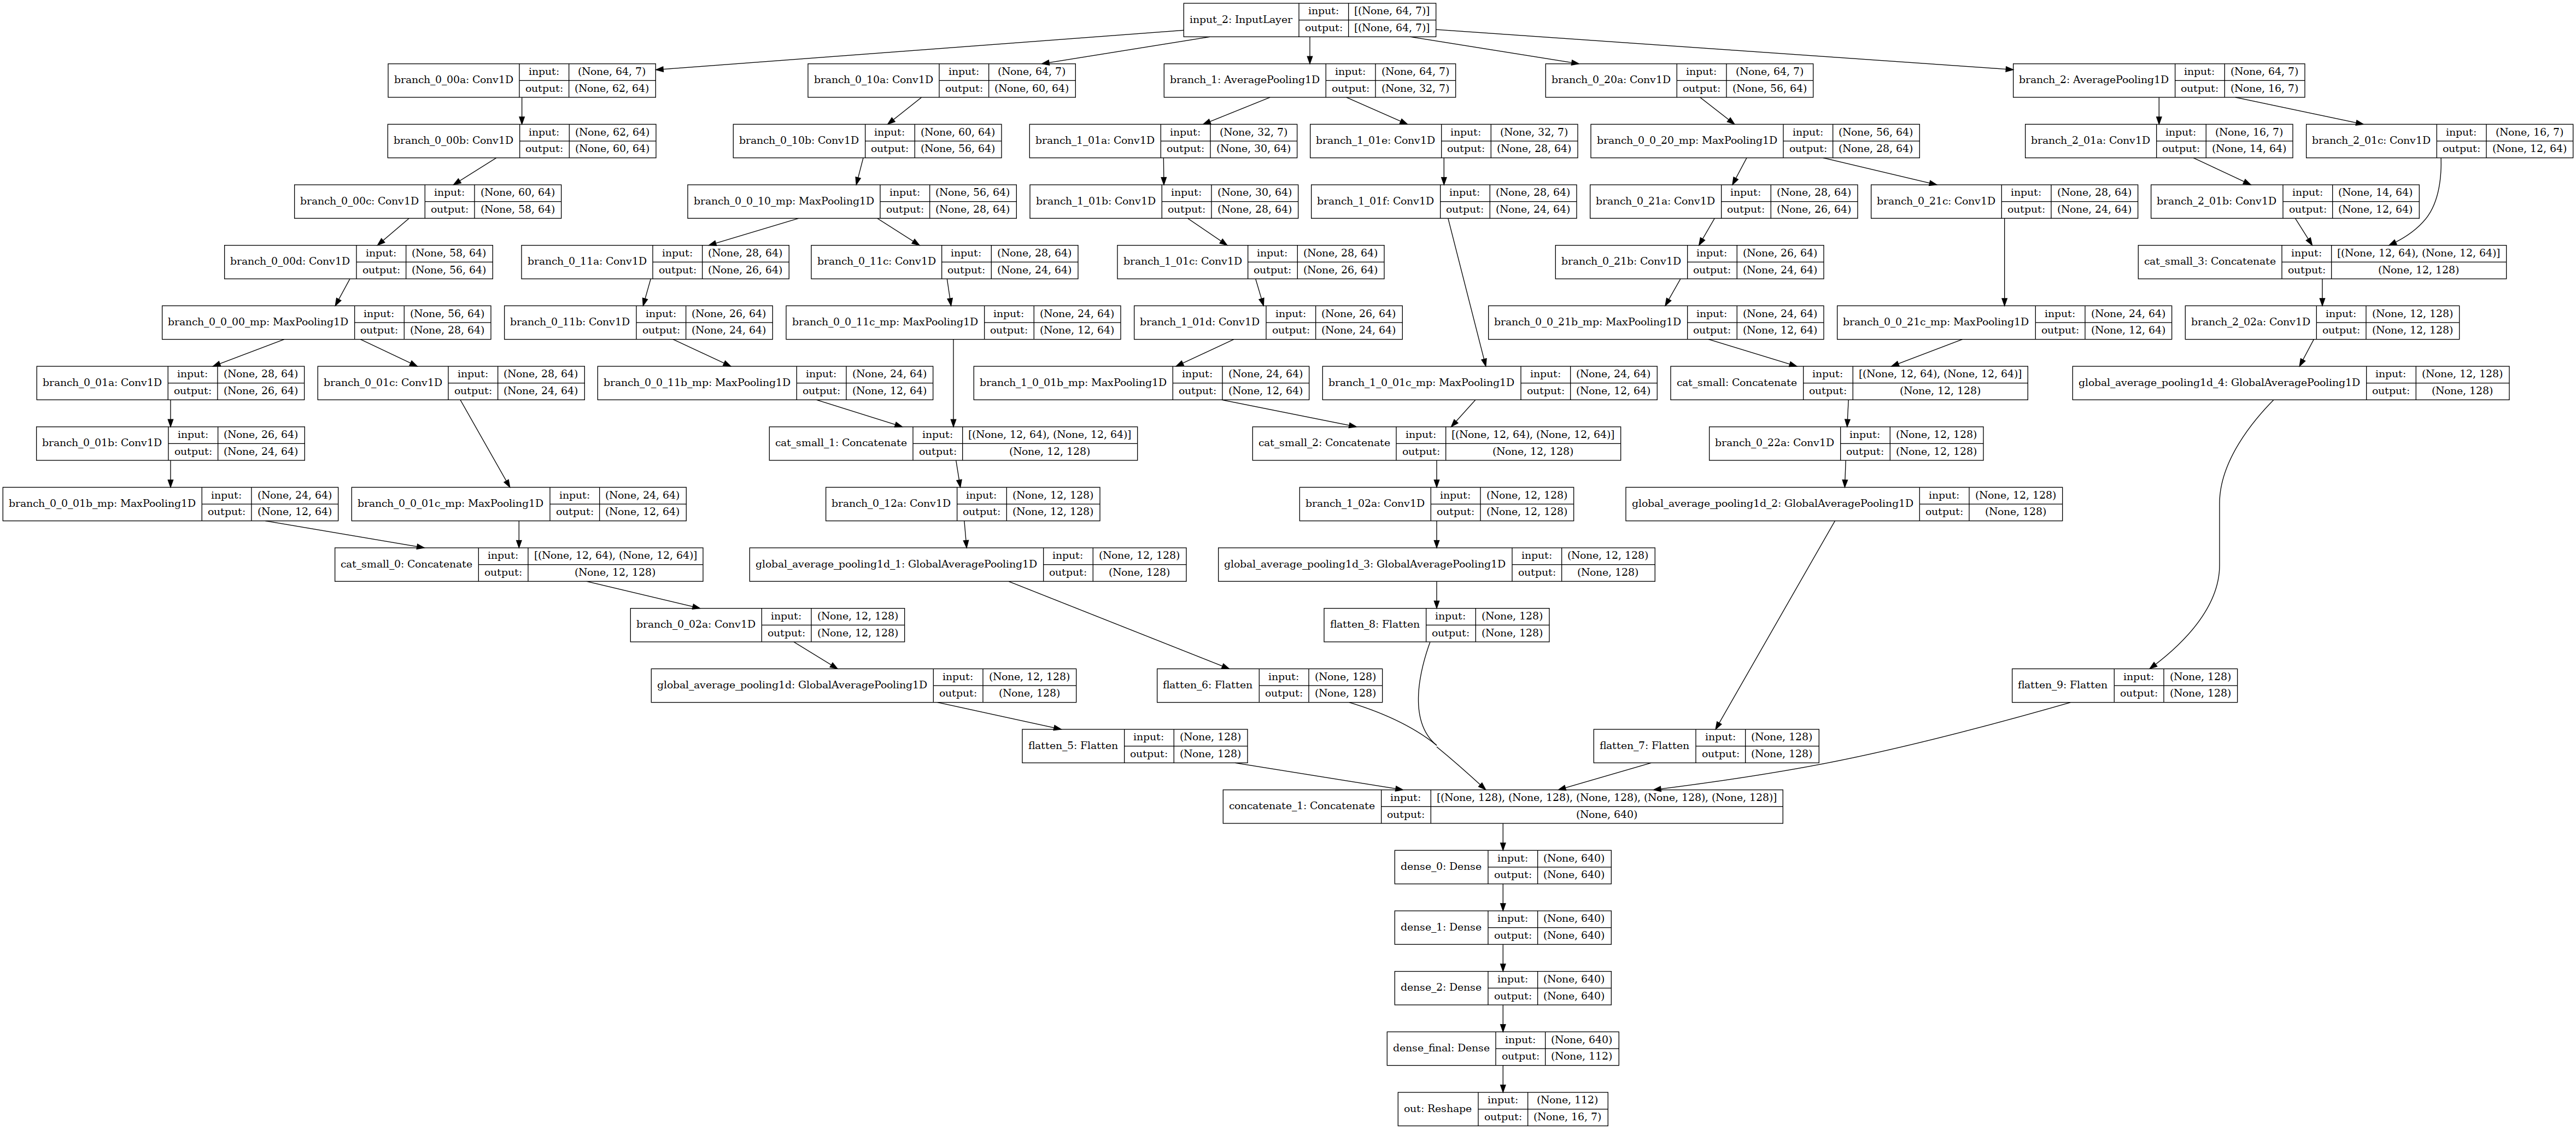 input_2: InputLayer input: [(None, 64, 7)] output: [(None, 64, 7)]
branch_0_00a: Conv1D input: (None, 64, 7) output: (None, 62, 64)
branch_0_10a: Conv1D input: (None, 64, 7) output: (None, 60, 64)
branch_1: AveragePooling1D input: (None, 64, 7) output: (None, 32, 7)
branch_0_20a: Conv1D input: (None, 64, 7) output: (None, 56, 64)
branch_2: AveragePooling1D input: (None, 64, 7) output: (None, 16, 7)
branch_0_00b: Conv1D input: (None, 62, 64) output: (None, 60, 64)
branch_0_10b: Conv1D input: (None, 60, 64) output: (None, 56, 64)
branch_1_01a: Conv1D input: (None, 32, 7) output: (None, 30, 64)
branch_1_01e: Conv1D input: (None, 32, 7) output: (None, 28, 64)
branch_0_0_20_mp: MaxPooling1D input: (None, 56, 64) output: (None, 28, 64)
branch_2_01a: Conv1D input: (None, 16, 7) output: (None, 14, 64)
branch_2_01c: Conv1D input: (None, 16, 7) output: (None, 12, 64)
branch_0_00c: Conv1D input: (None, 60, 64) output: (None, 58, 64)
branch_0_0_10_mp: MaxPooling1D input: (None, 56, 64) output: (None, 28, 64)
branch_1_01b: Conv1D input: (None, 30, 64) output: (None, 28, 64)
branch_1_01f: Conv1D input: (None, 28, 64) output: (None, 24, 64)
branch_0_21a: Conv1D input: (None, 28, 64) output: (None, 26, 64)
branch_0_21c: Conv1D input: (None, 28, 64) output: (None, 24, 64)
branch_2_01b: Conv1D input: (None, 14, 64) output: (None, 12, 64)
branch_0_00d: Conv1D input: (None, 58, 64) output: (None, 56, 64)
branch_0_11a: Conv1D input: (None, 28, 64) output: (None, 26, 64)
branch_0_11c: Conv1D input: (None, 28, 64) output: (None, 24, 64)
branch_1_01c: Conv1D input: (None, 28, 64) output: (None, 26, 64)
branch_0_21b: Conv1D input: (None, 26, 64) output: (None, 24, 64)
cat_small_3: Concatenate input: [(None, 12, 64), (None, 12, 64)] output: (None, 12, 128)
branch_0_0_00_mp: MaxPooling1D input: (None, 56, 64) output: (None, 28, 64)
branch_0_11b: Conv1D input: (None, 26, 64) output: (None, 24, 64)
branch_0_0_11c_mp: MaxPooling1D input: (None, 24, 64) output: (None, 12, 64)
branch_1_01d: Conv1D input: (None, 26, 64) output: (None, 24, 64)
branch_0_0_21b_mp: MaxPooling1D input: (None, 24, 64) output: (None, 12, 64)
branch_0_0_21c_mp: MaxPooling1D input: (None, 24, 64) output: (None, 12, 64)
branch_2_02a: Conv1D input: (None, 12, 128) output: (None, 12, 128)
branch_0_01a: Conv1D input: (None, 28, 64) output: (None, 26, 64)
branch_0_01c: Conv1D input: (None, 28, 64) output: (None, 24, 64)
branch_0_0_11b_mp: MaxPooling1D input: (None, 24, 64) output: (None, 12, 64)
branch_1_0_01b_mp: MaxPooling1D input: (None, 24, 64) output: (None, 12, 64)
branch_1_0_01c_mp: MaxPooling1D input: (None, 24, 64) output: (None, 12, 64)
cat_small: Concatenate input: [(None, 12, 64), (None, 12, 64)] output: (None, 12, 128)
global_average_pooling1d_4: GlobalAveragePooling1D input: (None, 12, 128) output: (None, 128)
branch_0_01b: Conv1D input: (None, 26, 64) output: (None, 24, 64)
cat_small_1: Concatenate input: [(None, 12, 64), (None, 12, 64)] output: (None, 12, 128)
cat_small_2: Concatenate input: [(None, 12, 64), (None, 12, 64)] output: (None, 12, 128)
branch_0_22a: Conv1D input: (None, 12, 128) output: (None, 12, 128)
branch_0_0_01b_mp: MaxPooling1D input: (None, 24, 64) output: (None, 12, 64)
branch_0_0_01c_mp: MaxPooling1D input: (None, 24, 64) output: (None, 12, 64)
branch_0_12a: Conv1D input: (None, 12, 128) output: (None, 12, 128)
branch_1_02a: Conv1D input: (None, 12, 128) output: (None, 12, 128)
global_average_pooling1d_2: GlobalAveragePooling1D input: (None, 12, 128) output: (None, 128)
cat_small_0: Concatenate input: [(None, 12, 64), (None, 12, 64)] output: (None, 12, 128)
global_average_pooling1d_1: GlobalAveragePooling1D input: (None, 12, 128) output: (None, 128)
global_average_pooling1d_3: GlobalAveragePooling1D input: (None, 12, 128) output: (None, 128)
branch_0_02a: Conv1D input: (None, 12, 128) output: (None, 12, 128)
flatten_8: Flatten input: (None, 128) output: (None, 128)
global_average_pooling1d: GlobalAveragePooling1D input: (None, 12, 128) output: (None, 128)
flatten_6: Flatten input: (None, 128) output: (None, 128)
flatten_9: Flatten input: (None, 128) output: (None, 128)
flatten_5: Flatten input: (None, 128) output: (None, 128)
flatten_7: Flatten input: (None, 128) output: (None, 128)
concatenate_1: Concatenate input: [(None, 128), (None, 128), (None, 128), (None, 128), (None, 128)] output: (None, 640)
dense_0: Dense input: (None, 640) output: (None, 640)
dense_1: Dense input: (None, 640) output: (None, 640)
dense_2: Dense input: (None, 640) output: (None, 640)
dense_final: Dense input: (None, 640) output: (None, 112)
out: Reshape input: (None, 112) output: (None, 16, 7)